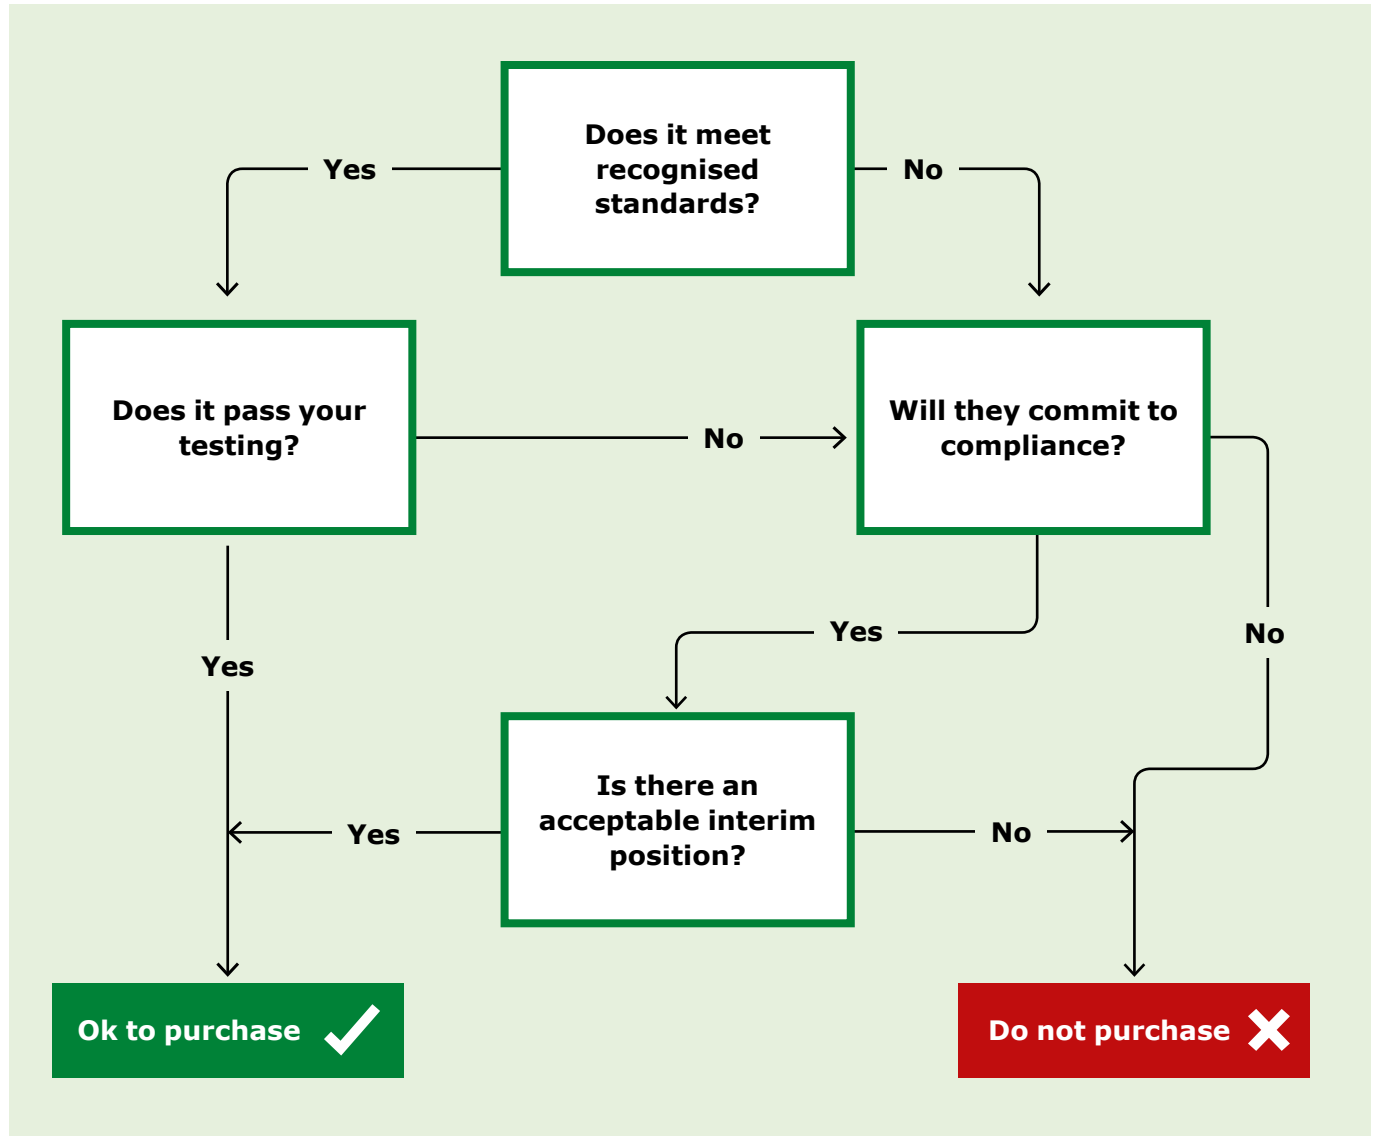 Does it meet
recognised
standards?
Yes
No
Does it pass your
testing?
No
Will they commit to
compliance?
Yes
Yes
No
Is there an
acceptable interim
position?
Yes
No
Ok to purchase
Do not purchase